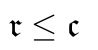 𝔯 ≤ 𝔠